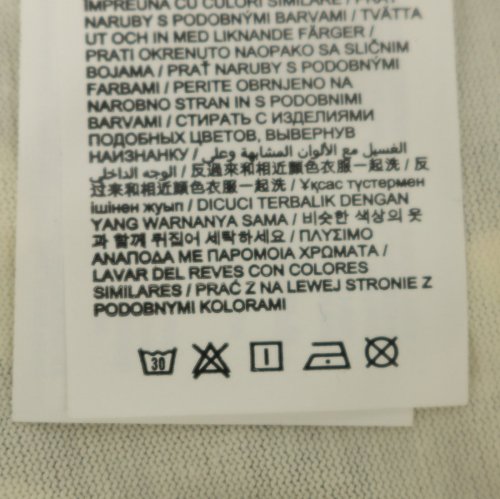 IMPREUNA CU CULORI SIMILARE / PRAT
NARUBY S PODOBNÝMI BARVAMI / TVÄTTA
UT OCH IN MED LIKNANDE FÄRGER /
PRATI OKRENUTO NAOPAKO SA SLIČNIM
BOJAMA / PRAŤ NARUBY S PODOBNÝMI
FARBAMI / PERITE OBRNJENO NA
NAROBNO STRAN IN S PODOBNIMI
BARVAMI / СТИРАТЬ С ИЗДЕЛИЯМИ
ПОДОБНЫХ ЦВЕТОВ, ВЫВЕРНУВ
НАИЗНАНКУ / الغسيل مع الألوان المشابهة وعلى
الوجه الداخلي / 反過來和相近顏色衣服一起洗 / 反
过来和相近颜色衣服一起洗 / Ұқсас түстермен
ішінен жуып / DICUCI TERBALIK DENGAN
YANG WARNANYA SAMA / 비슷한 색상의 옷
과 함께 뒤집어 세탁하세요 / ΠΛΥΣΙΜΟ
ΑΝΑΠΟΔΑ ΜΕ ΠΑΡΟΜΟΙΑ ΧΡΩΜΑΤΑ /
LAVAR DEL REVES CON COLORES
SIMILARES / PRAĆ Z NA LEWEJ STRONIE Z
PODOBNYMI KOLORAMI
30